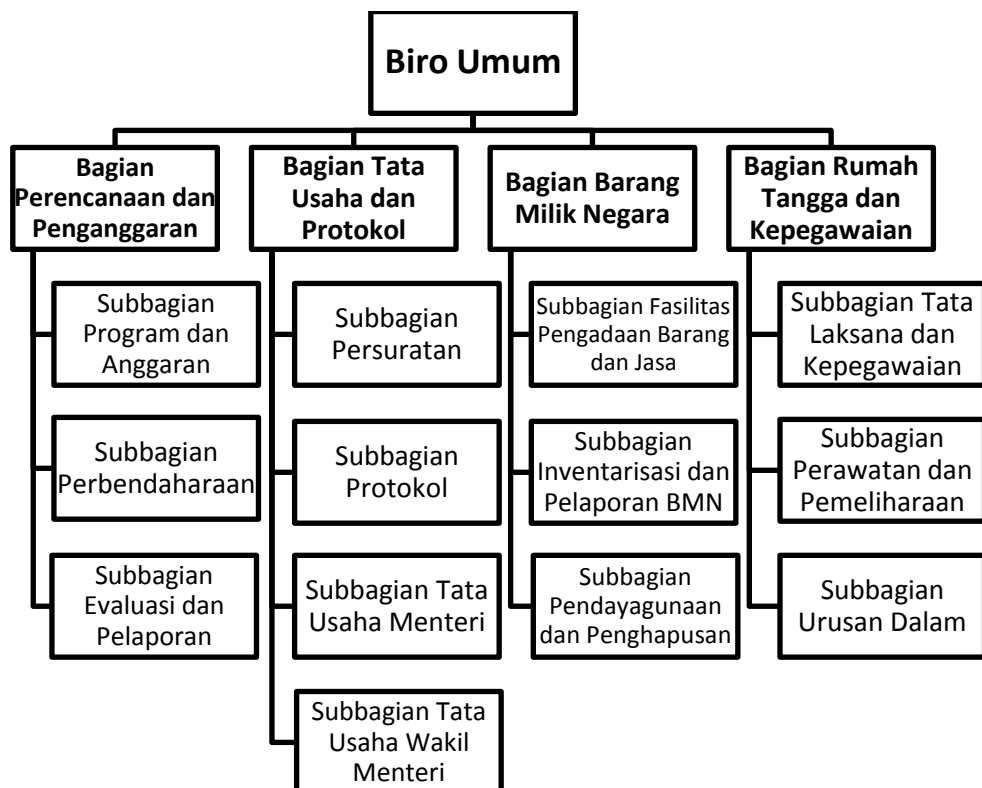 Biro Umum
Bagian
Perencanaan dan
Penganggaran
Bagian Tata
Usaha dan
Protokol
Bagian Barang
Milik Negara
Bagian Rumah
Tangga dan
Kepegawaian
Subbagian
Program dan
Anggaran
Subbagian
Perbendaharaan
Subbagian
Evaluasi dan
Pelaporan
Subbagian
Persuratan
Subbagian
Protokol
Subbagian Tata
Usaha Menteri
Subbagian Tata
Usaha Wakil
Menteri
Subbagian Fasilitas
Pengadaan Barang
dan Jasa
Subbagian
Inventarisasi dan
Pelaporan BMN
Subbagian
Pendayagunaan
dan Penghapusan
Subbagian Tata
Laksana dan
Kepegawaian
Subbagian
Perawatan dan
Pemeliharaan
Subbagian
Urusan Dalam